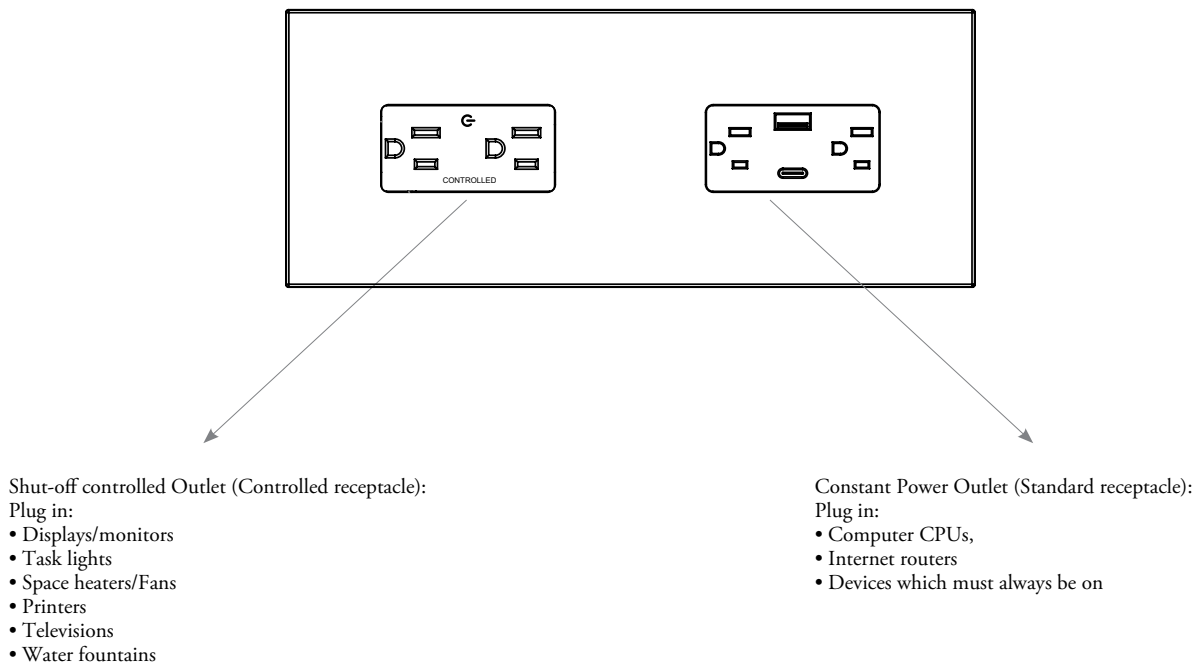 CONTROLLED
Shut-off controlled Outlet (Controlled receptacle):
Plug in:
• Displays/monitors
• Task lights
• Space heaters/Fans
• Printers
• Televisions
• Water fountains
Constant Power Outlet (Standard receptacle):
Plug in:
• Computer CPUs,
• Internet routers
• Devices which must always be on